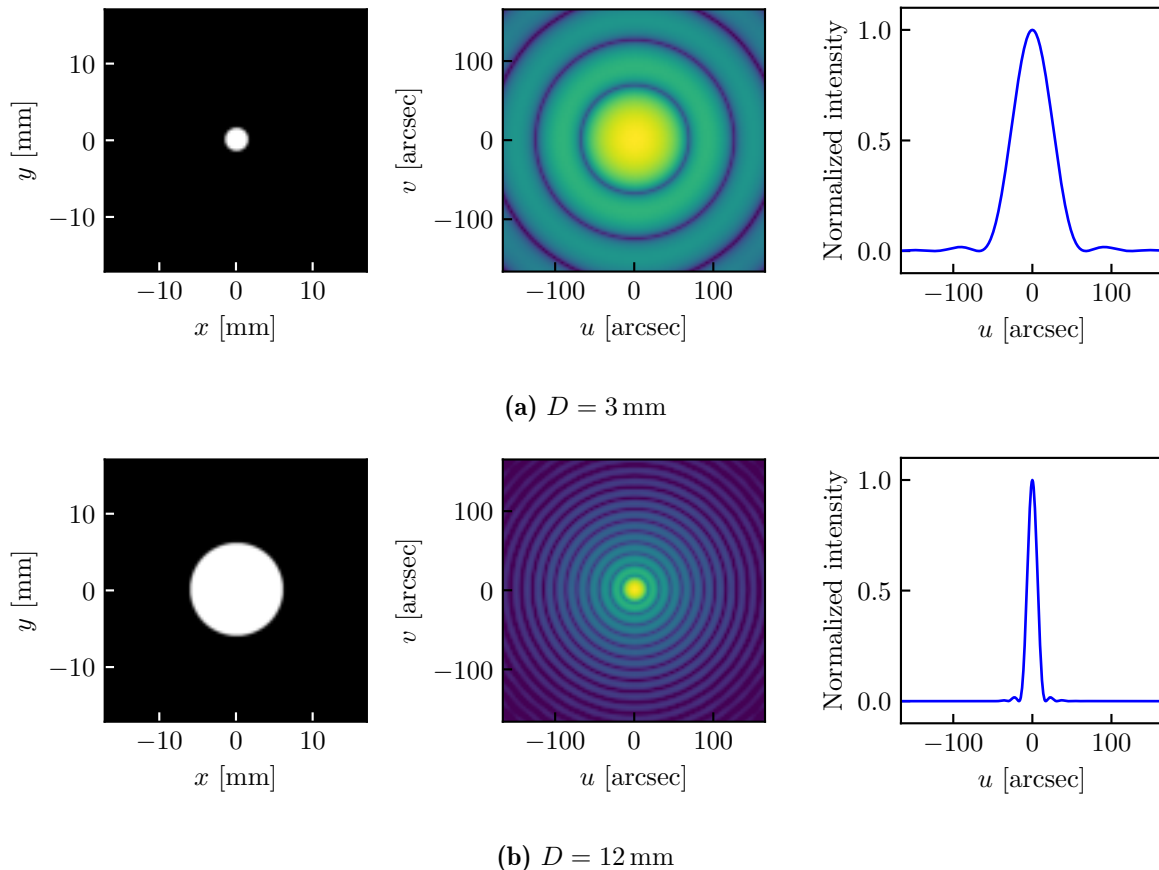 10
0
−10
y [mm]
−10 0 10
x [mm]
100
0
−100
v [arcsec]
−100 0 100
u [arcsec]
1.0
0.5
0.0
Normalized intensity
−100 0 100
u [arcsec]
(a) D = 3 mm
10
0
−10
y [mm]
−10 0 10
x [mm]
100
0
−100
v [arcsec]
−100 0 100
u [arcsec]
1.0
0.5
0.0
Normalized intensity
−100 0 100
u [arcsec]
(b) D = 12 mm